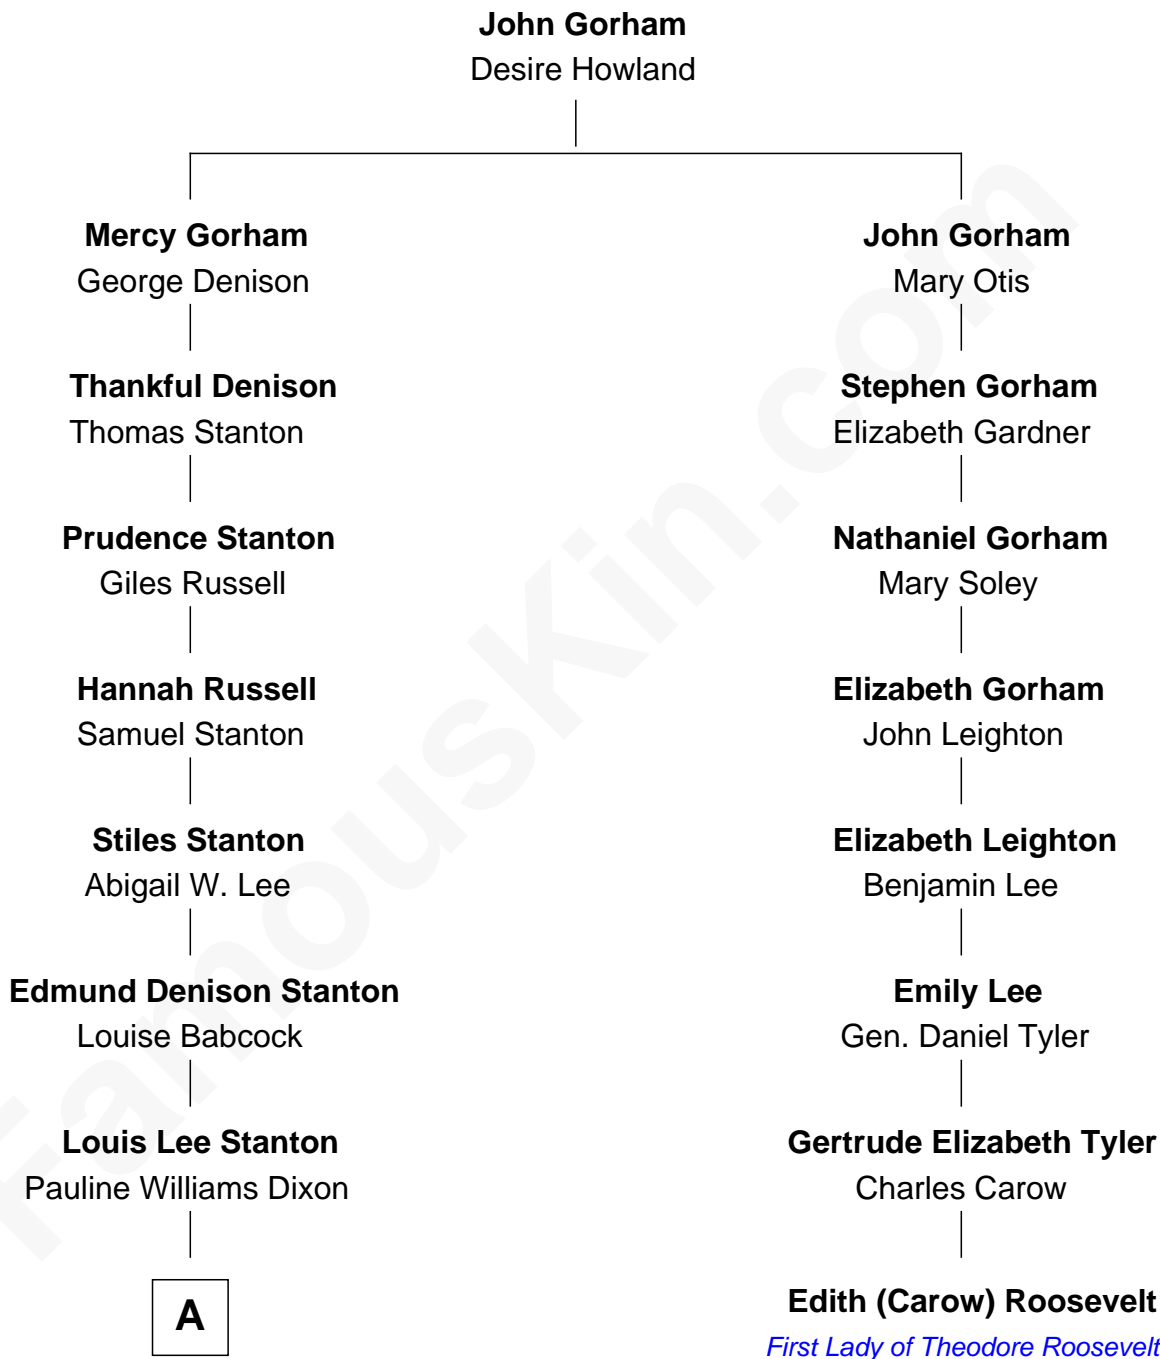 John Gorham
Desire Howland
Mercy Gorham
George Denison
John Gorham
Mary Otis
Thankful Denison
Thomas Stanton
Stephen Gorham
Elizabeth Gardner
Prudence Stanton
Giles Russell
Nathaniel Gorham
Mary Soley
Hannah Russell
Samuel Stanton
Elizabeth Gorham
John Leighton
Stiles Stanton
Abigail W. Lee
Elizabeth Leighton
Benjamin Lee
Edmund Denison Stanton
Louise Babcock
Emily Lee
Gen. Daniel Tyler
Louis Lee Stanton
Pauline Williams Dixon
Gertrude Elizabeth Tyler
Charles Carow
A
Edith (Carow) Roosevelt
First Lady of Theodore Roosevelt
FamousKin.com